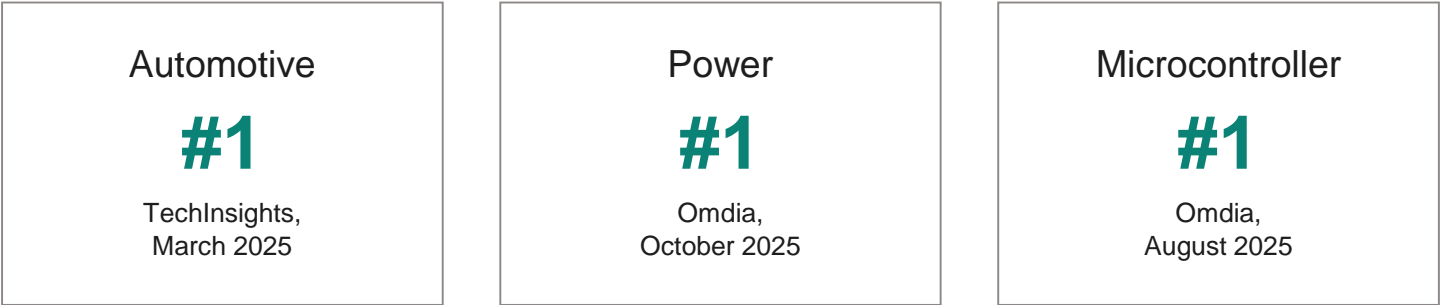 Automotive
#1
TechInsights,
March 2025
Power
#1
Omdia,
October 2025
Microcontroller
#1
Omdia,
August 2025